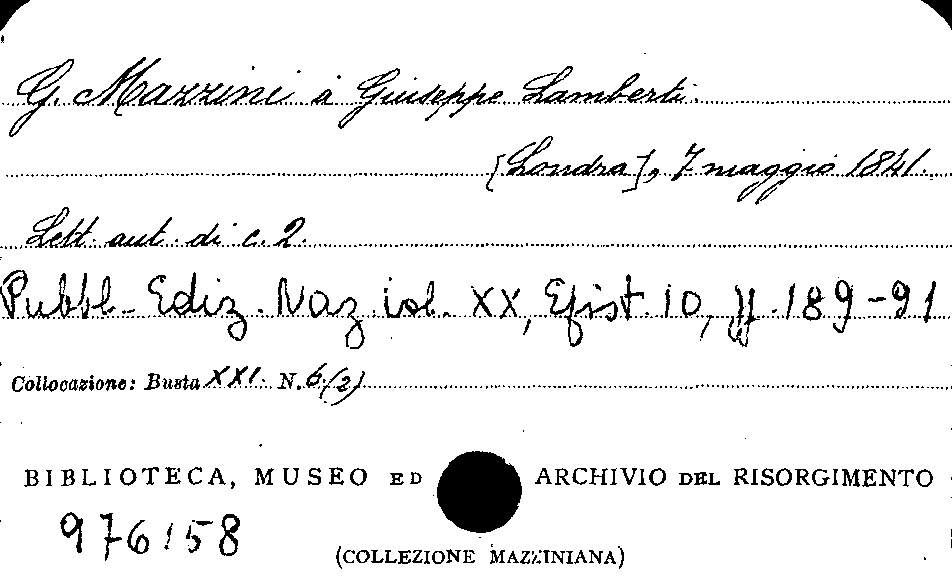 G. Mazzini a Giuseppe Lamberti.
[Londra], 7 maggio 1841.
Lett. aut. di c. 2.
Pubbl. Ediz. Naz. vol. XX, Epist. 10, pp. 189-91
Collocazione: Busta XXI. N. 6(2)
BIBLIOTECA, MUSEO ED ARCHIVIO DEL RISORGIMENTO
976158
(COLLEZIONE MAZZINIANA)